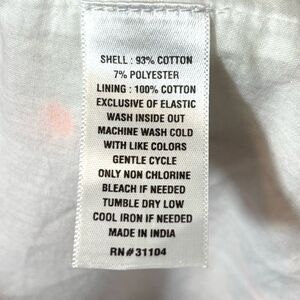 SHELL : 93% COTTON
7% POLYESTER
LINING : 100% COTTON
EXCLUSIVE OF ELASTIC
WASH INSIDE OUT
MACHINE WASH COLD
WITH LIKE COLORS
GENTLE CYCLE
ONLY NON CHLORINE
BLEACH IF NEEDED
TUMBLE DRY LOW
COOL IRON IF NEEDED
MADE IN INDIA
RN#31104